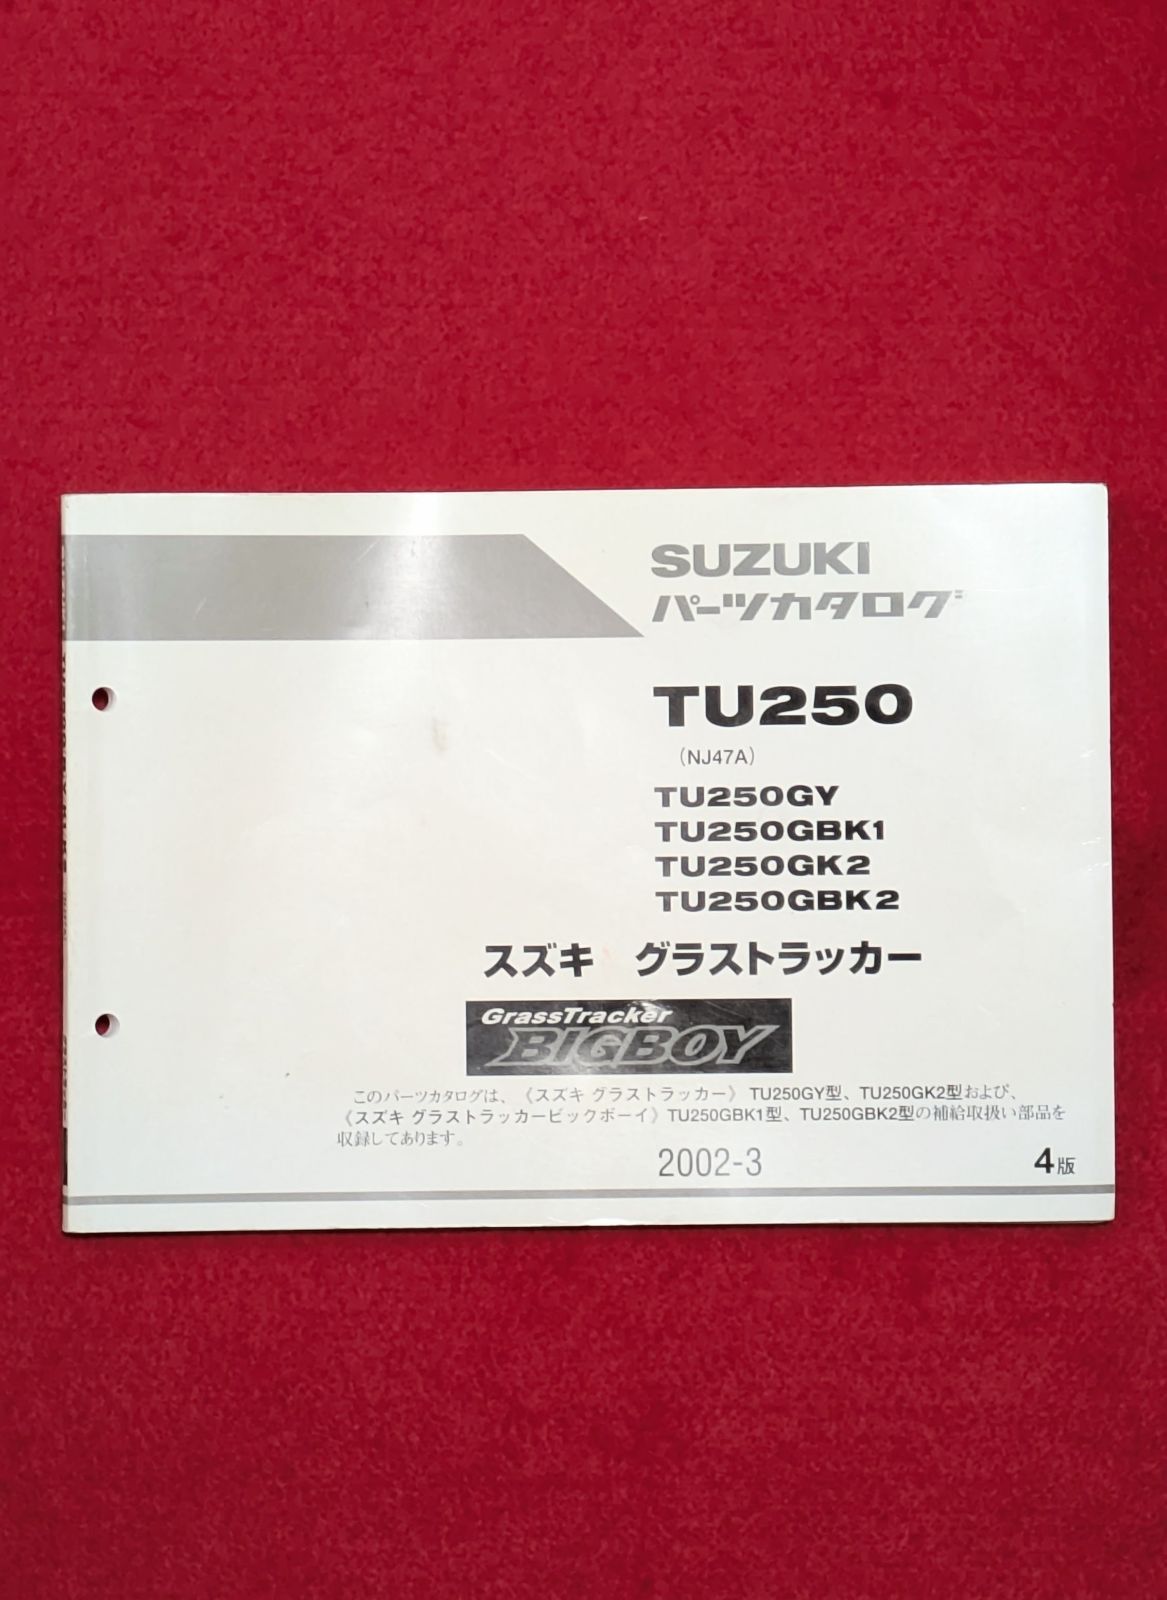 SUZUKI
パーツカタログ
TU250
(NJ47A)
TU250GY
TU250GBK1
TU250GK2
TU250GBK2
スズキ グラストラッカー
GrassTracker
BIGBOY
このパーツカタログは、《スズキ グラストラッカー》 TU250GY型、TU250GK2型および、
《スズキ グラストラッカービックボーイ》TU250GBK1型、TU250GBK2型の補給取扱い部品を
収録してあります。
2002-3
4版